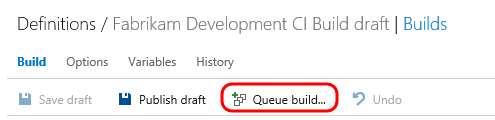 Definitions / Fabrikam Development CI Build draft | Builds
Build Options Variables History
Save draft Publish draft Queue build... Undo